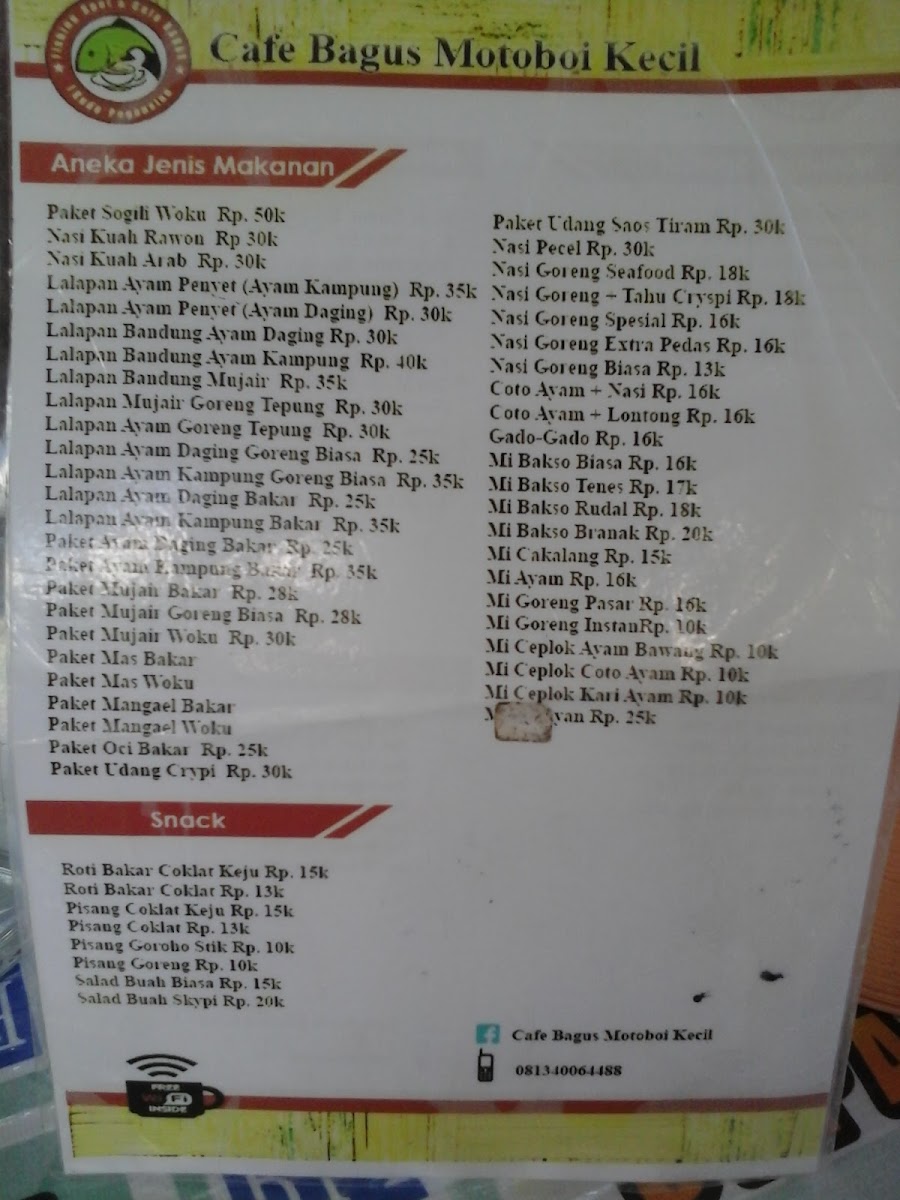 Fishing Spot &
Cafe Bagus Motoboi Kecil
Aneka Jenis Makanan
Paket Sogili Woku Rp. 50k
Nasi Kuah Rawon Rp 30k
Nasi Kuah Arab Rp. 30k
Lalapan Ayam Penyet (Ayam Kampung) Rp. 35k
Lalapan Ayam Penyet (Ayam Daging) Rp. 30k
Lalapan Bandung Ayam Daging Rp. 30k
Lalapan Bandung Ayam Kampung Rp. 40k
Lalapan Bandung Mujair Rp. 35k
Lalapan Mujair Goreng Tepung Rp. 30k
Lalapan Ayam Goreng Tepung Rp. 30k
Lalapan Ayam Daging Goreng Biasa Rp. 25k
Lalapan Ayam Kampung Goreng Biasa Rp. 35k
Lalapan Ayam Daging Bakar Rp. 25k
Lalapan Ayam Kampung Bakar Rp. 35k
Paket Ayam Daging Bakar Rp. 25k
Paket Ayam Kampung Bakar Rp. 35k
Paket Mujair Bakar Rp. 28k
Paket Mujair Goreng Biasa Rp. 28k
Paket Mujair Woku Rp. 30k
Paket Mas Bakar
Paket Mas Woku
Paket Mangael Bakar
Paket Mangael Woku
Paket Oci Bakar Rp. 25k
Paket Udang Crypi Rp. 30k
Paket Udang Saos Tiram Rp. 30k
Nasi Pecel Rp. 30k
Nasi Goreng Seafood Rp. 18k
Nasi Goreng + Tahu Cryspi Rp. 18k
Nasi Goreng Spesial Rp. 16k
Nasi Goreng Extra Pedas Rp. 16k
Nasi Goreng Biasa Rp. 13k
Coto Ayam + Nasi Rp. 16k
Coto Ayam + Lontong Rp. 16k
Gado-Gado Rp. 16k
Mi Bakso Biasa Rp. 16k
Mi Bakso Tenes Rp. 17k
Mi Bakso Rudal Rp. 18k
Mi Bakso Branak Rp. 20k
Mi Cakalang Rp. 15k
Mi Ayam Rp. 16k
Mi Goreng Pasar Rp. 16k
Mi Goreng InstanRp. 10k
Mi Ceplok Ayam Bawang Rp. 10k
Mi Ceplok Coto Ayam Rp. 10k
Mi Ceplok Kari Ayam Rp. 10k
Rp. 25k
Snack
Roti Bakar Coklat Keju Rp. 15k
Roti Bakar Coklat Rp. 13k
Pisang Coklat Keju Rp. 15k
Pisang Coklat Rp. 13k
Pisang Goroho Stik Rp. 10k
Pisang Goreng Rp. 10k
Salad Buah Biasa Rp. 15k
Salad Buah Skypi Rp. 20k
Cafe Bagus Motoboi Kecil
081340064488
FREE
Wi Fi
INSIDE